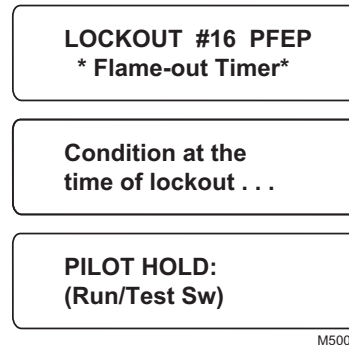 LOCKOUT #16 PFEP
* Flame-out Timer*
Condition at the
time of lockout . . .
PILOT HOLD:
(Run/Test Sw)
M500